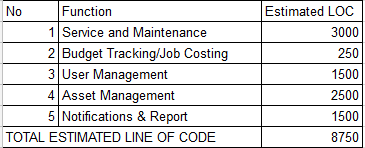 No Function Estimated LOC
1 Service and Maintenance 3000
2 Budget Tracking/Job Costing 250
3 User Management 1500
4 Asset Management 2500
5 Notifications & Report 1500
TOTAL ESTIMATED LINE OF CODE 8750